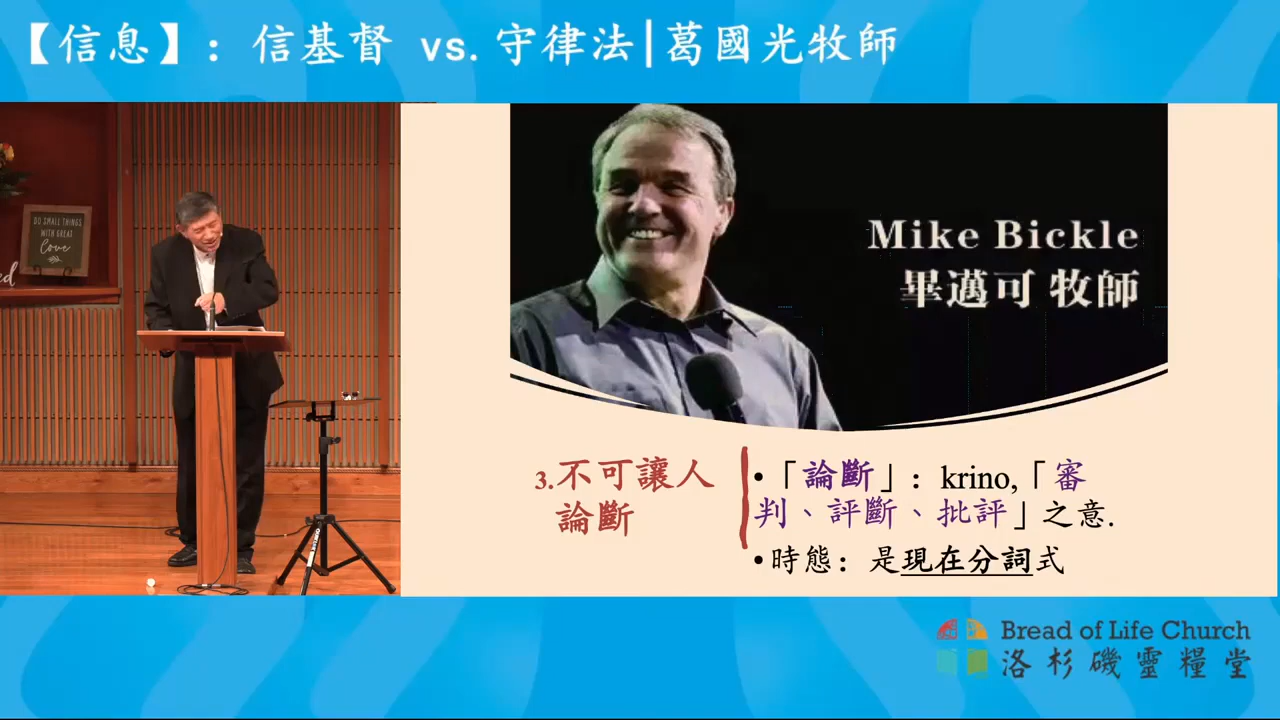 【信息】：信基督 vs. 守律法|葛國光牧師
DO SMALL THINGS
WITH GREAT
Love
ed
Mike Bickle
畢邁可 牧師
3.不可讓人
論斷
•「論斷」：krino,「審
判、評斷、批評」之意.
•時態：是現在分詞式
Bread of Life Church
洛杉磯靈糧堂